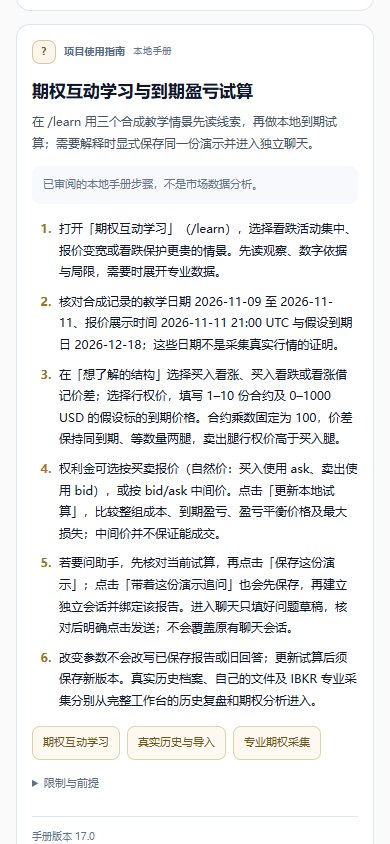 ? 项目使用指南 本地手册
期权互动学习与到期盈亏试算
在 /learn 用三个合成教学情景先读线索，再做本地到期试
算；需要解释时显式保存同一份演示并进入独立聊天。
已审阅的本地手册步骤，不是市场数据分析。
1. 打开「期权互动学习」（/learn），选择看跌活动集中、
报价变宽或看跌保护更贵的情景。先读观察、数字依据
与局限，需要时展开专业数据。
2. 核对合成记录的教学日期 2026-11-09 至 2026-11-
11、报价展示时间 2026-11-11 21:00 UTC 与假设到期
日 2026-12-18；这些日期不是采集真实行情的证明。
3. 在「想了解的结构」选择买入看涨、买入看跌或看涨借
记价差；选择行权价，填写 1–10 份合约及 0–1000
USD 的假设标的到期价格。合约乘数固定为 100，价差
保持同到期、等数量两腿，卖出腿行权价高于买入腿。
4. 权利金可选按买卖报价（自然价：买入使用 ask、卖出使
用 bid），或按 bid/ask 中间价。点击「更新本地试
算」，比较整组成本、到期盈亏、盈亏平衡价格及最大
损失；中间价并不保证能成交。
5. 若要问助手，先核对当前试算，再点击「保存这份演
示」；点击「带着这份演示追问」也会先保存，再建立
独立会话并绑定该报告。进入聊天只填好问题草稿，核
对后明确点击发送；不会覆盖原有聊天会话。
6. 改变参数不会改写已保存报告或旧回答；更新试算后须
保存新版本。真实历史档案、自己的文件及 IBKR 专业采
集分别从完整工作台的历史复盘和期权分析进入。
期权互动学习 真实历史与导入 专业期权采集
▶ 限制与前提
手册版本 17.0